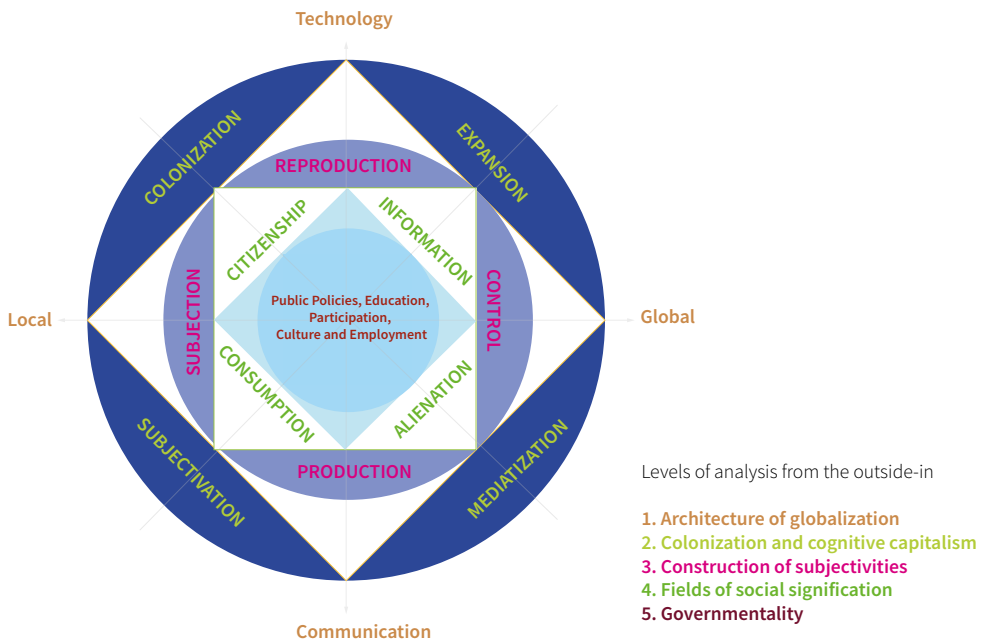 Technology
COLONIZATION
EXPANSION
REPRODUCTION
CITIZENSHIP
INFORMATION
SUBJECTION
CONTROL
Local
Global
Public Policies, Education,
Participation,
Culture and Employment
CONSUMPTION
ALIENATION
SUBJECTIVATION
MEDIATIZATION
PRODUCTION
Communication
Levels of analysis from the outside-in
1. Architecture of globalization
2. Colonization and cognitive capitalism
3. Construction of subjectivities
4. Fields of social signification
5. Governmentality